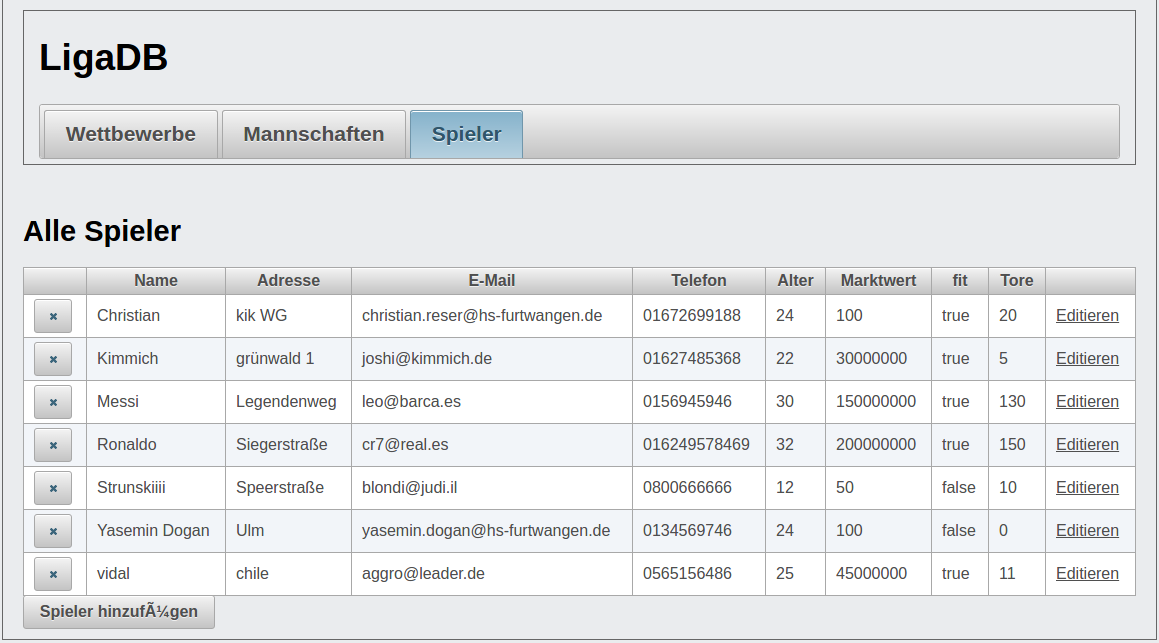 LigaDB
Wettbewerbe Mannschaften Spieler
Alle Spieler
Name Adresse E-Mail Telefon Alter Marktwert fit Tore
Christian kik WG christian.reser@hs-furtwangen.de 01672699188 24 100 true 20 Editieren
Kimmich grünwald 1 joshi@kimmich.de 01627485368 22 30000000 true 5 Editieren
Messi Legendenweg leo@barca.es 0156945946 30 150000000 true 130 Editieren
Ronaldo Siegerstraße cr7@real.es 016249578469 32 200000000 true 150 Editieren
Strunskiiii Speerstraße blondi@judi.il 0800666666 12 50 false 10 Editieren
Yasemin Dogan Ulm yasemin.dogan@hs-furtwangen.de 0134569746 24 100 false 0 Editieren
vidal chile aggro@leader.de 0565156486 25 45000000 true 11 Editieren
Spieler hinzufÃ¼gen